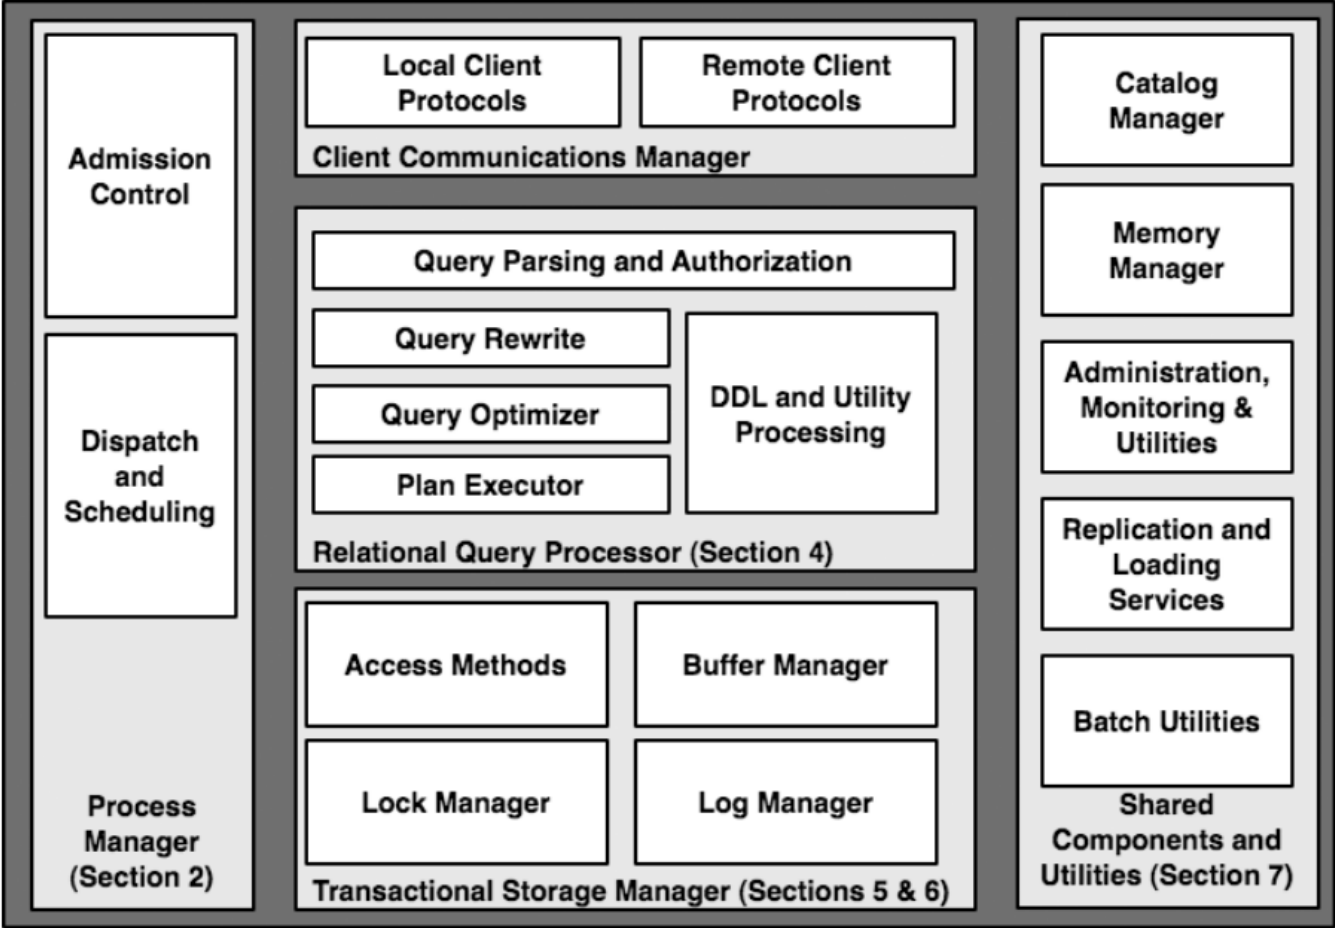 Admission
Control
Dispatch
and
Scheduling
Process
Manager
(Section 2)
Local Client
Protocols
Remote Client
Protocols
Client Communications Manager
Query Parsing and Authorization
Query Rewrite
Query Optimizer
Plan Executor
DDL and Utility
Processing
Relational Query Processor (Section 4)
Access Methods
Buffer Manager
Lock Manager
Log Manager
Transactional Storage Manager (Sections 5 & 6)
Catalog
Manager
Memory
Manager
Administration,
Monitoring &
Utilities
Replication and
Loading
Services
Batch Utilities
Shared
Components and
Utilities (Section 7)